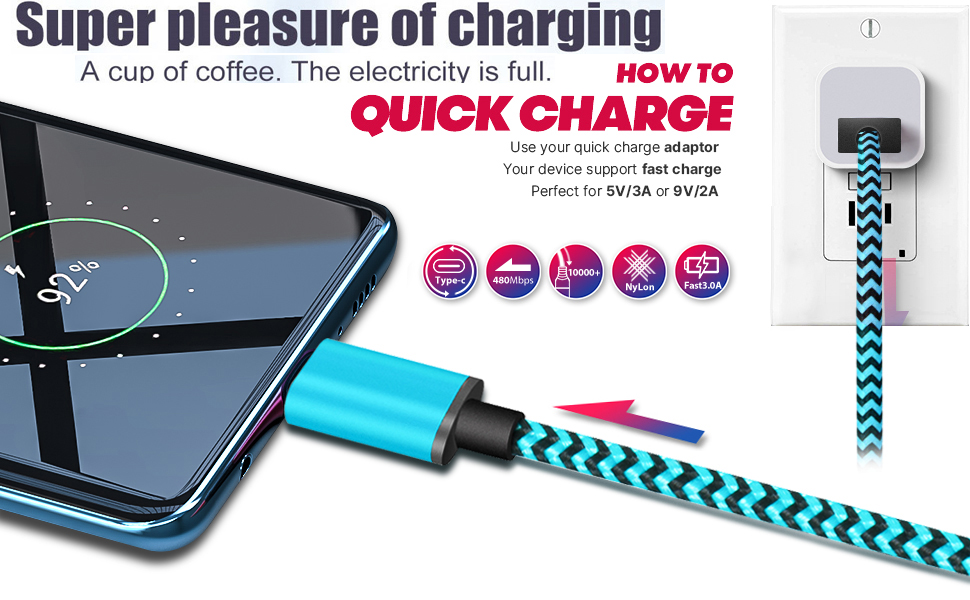 Super pleasure of charging
A cup of coffee. The electricity is full.
HOW TO
QUICK CHARGE
Use your quick charge adaptor
Your device support fast charge
Perfect for 5V/3A or 9V/2A
92%
Type-c
480Mbps
10000+
NyLon
Fast3.0A